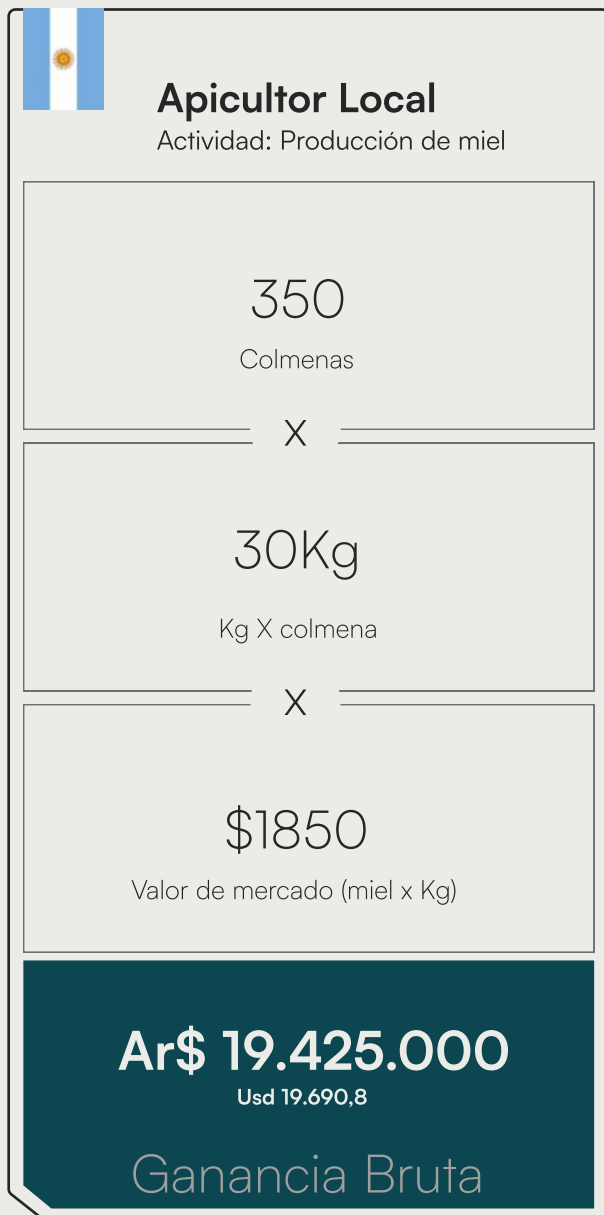 Apicultor Local
Actividad: Producción de miel
350
Colmenas
X
30Kg
Kg X colmena
X
$1850
Valor de mercado (miel x Kg)
Ar$ 19.425.000
Usd 19.690,8
Ganancia Bruta